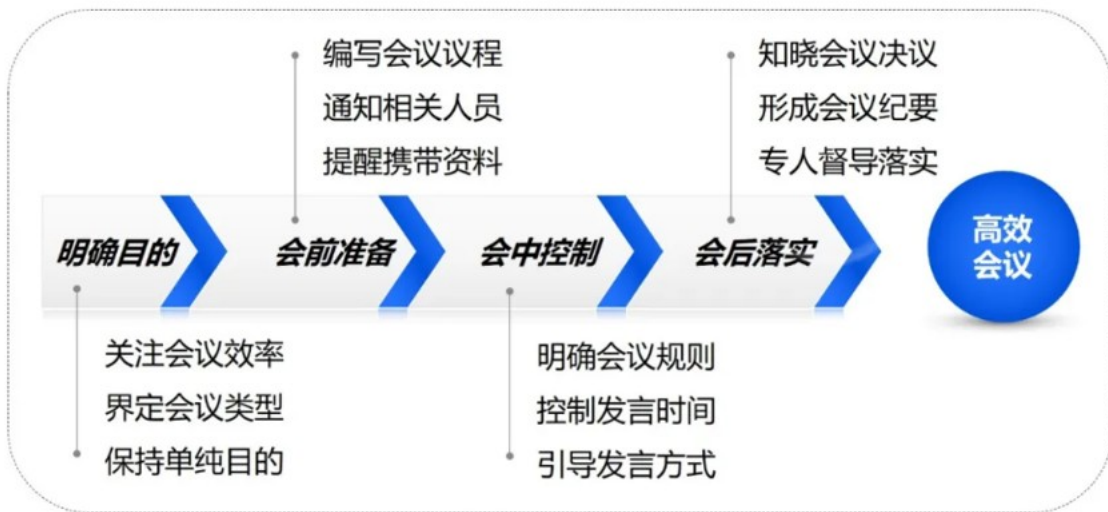 编写会议议程
通知相关人员
提醒携带资料
知晓会议决议
形成会议纪要
专人督导落实
明确目的
会前准备
会中控制
会后落实
高效
会议
关注会议效率
界定会议类型
保持单纯目的
明确会议规则
控制发言时间
引导发言方式